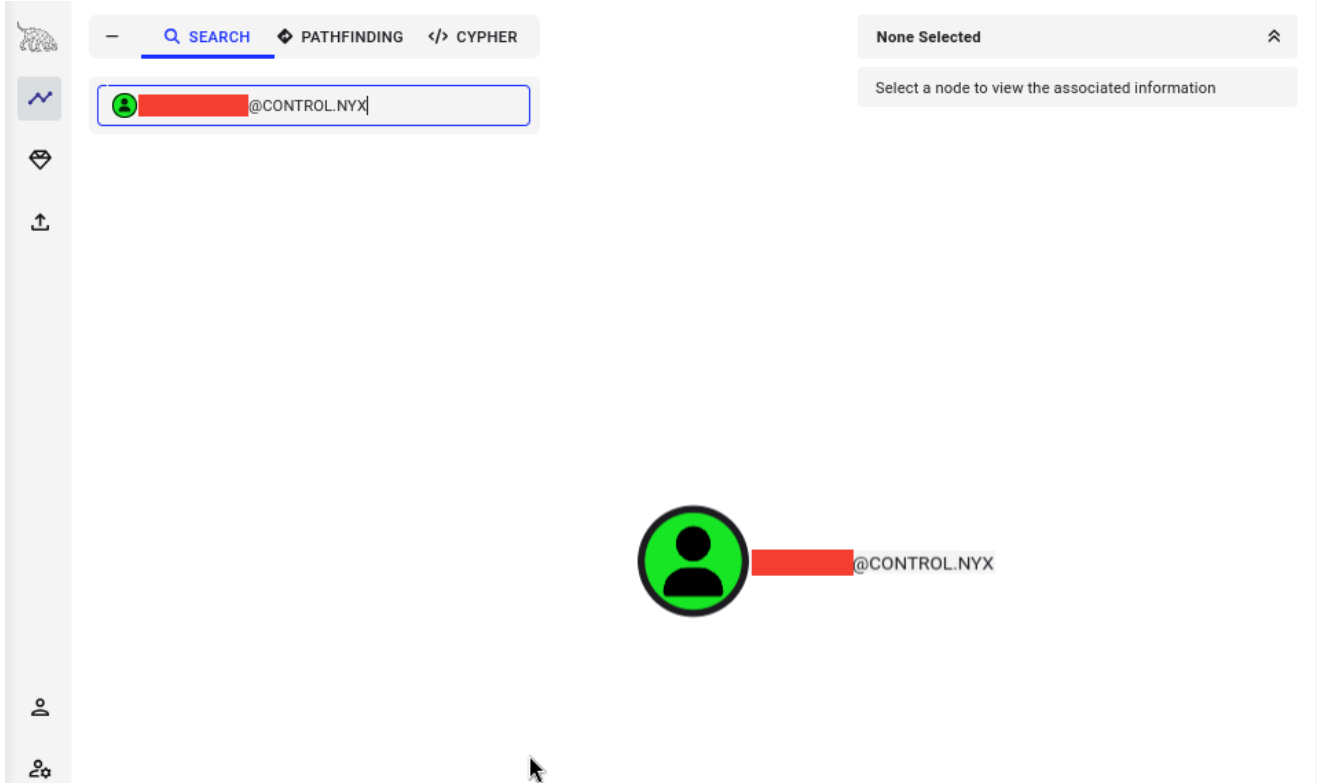 SEARCH
PATHFINDING
</> CYPHER
None Selected
@CONTROL.NYX
Select a node to view the associated information
@CONTROL.NYX